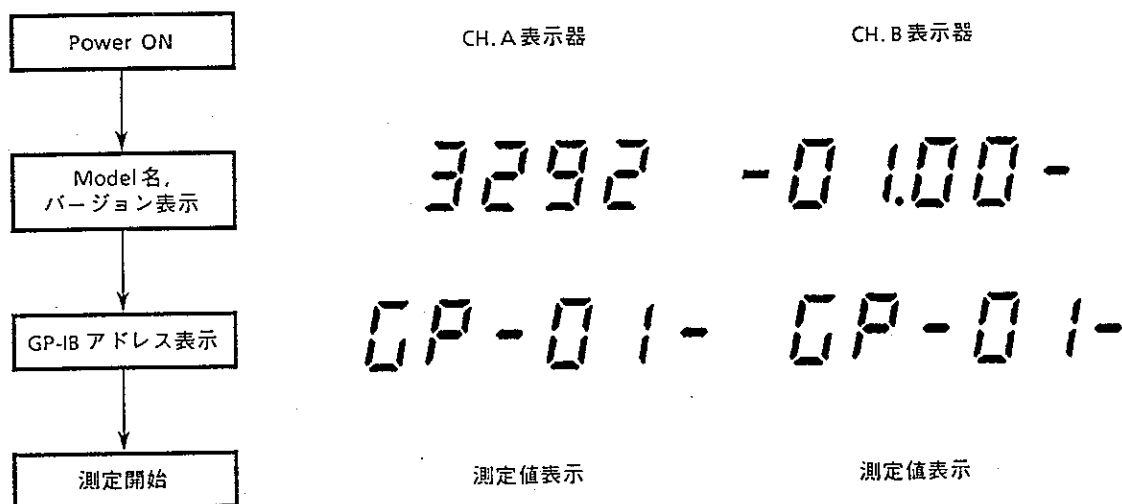 Power ON
CH. A 表示器
CH. B 表示器
Model 名,
バージョン表示
3292
-01.00-
GP-IB アドレス表示
GP-01-
GP-01-
測定開始
測定値表示
測定値表示